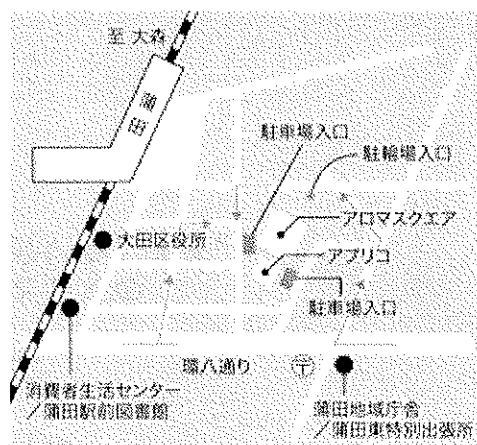 至 大森
蒲田
駐車場入口
駐輪場入口
アロマスクエア
大田区役所
アプリコ
駐車場入口
環八通り
〒
消費者生活センター
／蒲田駅前図書館
蒲田地域庁舎
／蒲田東特別出張所